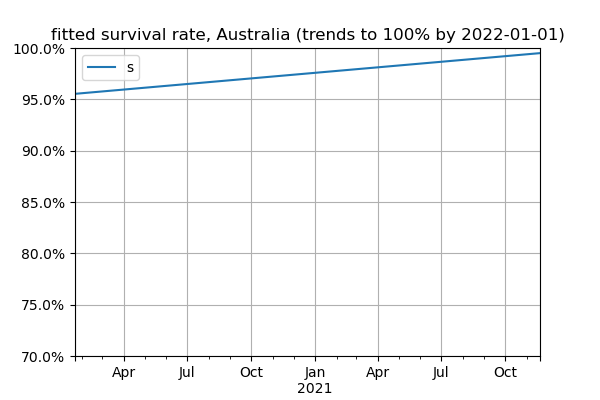 fitted survival rate, Australia (trends to 100% by 2022-01-01)
100.0%
s
95.0%
90.0%
85.0%
80.0%
75.0%
70.0%
Apr Jul Oct Jan Apr Jul Oct
2021